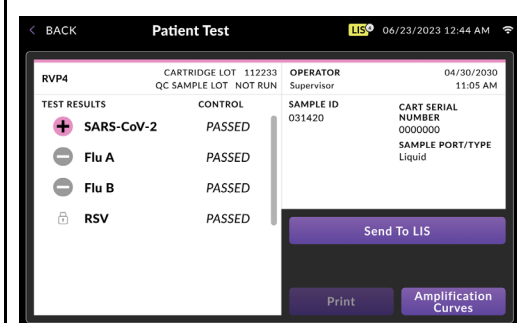 < BACK Patient Test LIS 06/23/2023 12:44 AM
RVP4 CARTRIDGE LOT 112233
QC SAMPLE LOT NOT RUN
TEST RESULTS CONTROL
SARS-CoV-2 PASSED
Flu A PASSED
Flu B PASSED
RSV PASSED
OPERATOR 04/30/2030
Supervisor 11:05 AM
SAMPLE ID
031420
CART SERIAL
NUMBER
0000000
SAMPLE PORT/TYPE
Liquid
Send To LIS
Print
Amplification
Curves